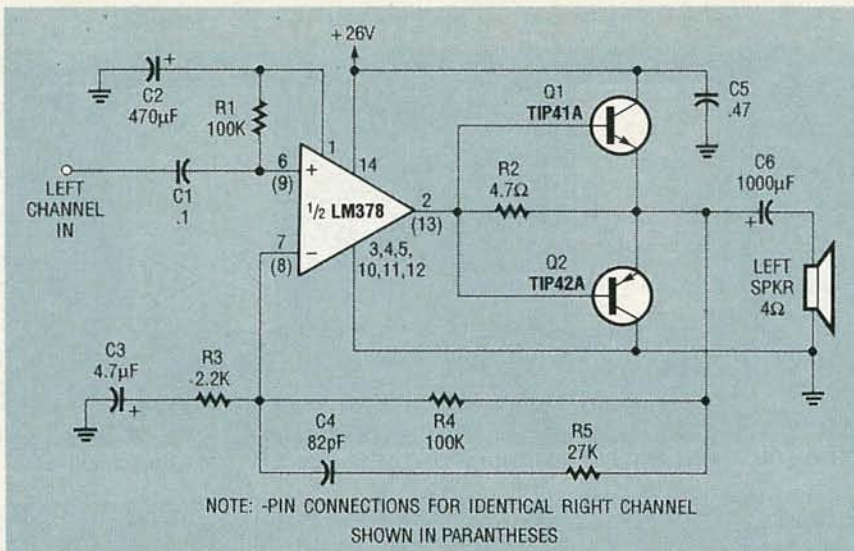 +26V
C2
470µF
R1
100K
Q1
TIP41A
C5
.47
1
14
6
(9)
+
LEFT
CHANNEL
IN
C1
.1
½ LM378
2
(13)
R2
4.7Ω
C6
1000µF
+
7
(8)
–
3,4,5,
10,11,12
Q2
TIP42A
LEFT
SPKR
4Ω
C3
4.7µF
+
R3
2.2K
R4
100K
C4
82pF
R5
27K
NOTE: -PIN CONNECTIONS FOR IDENTICAL RIGHT CHANNEL
SHOWN IN PARANTHESES